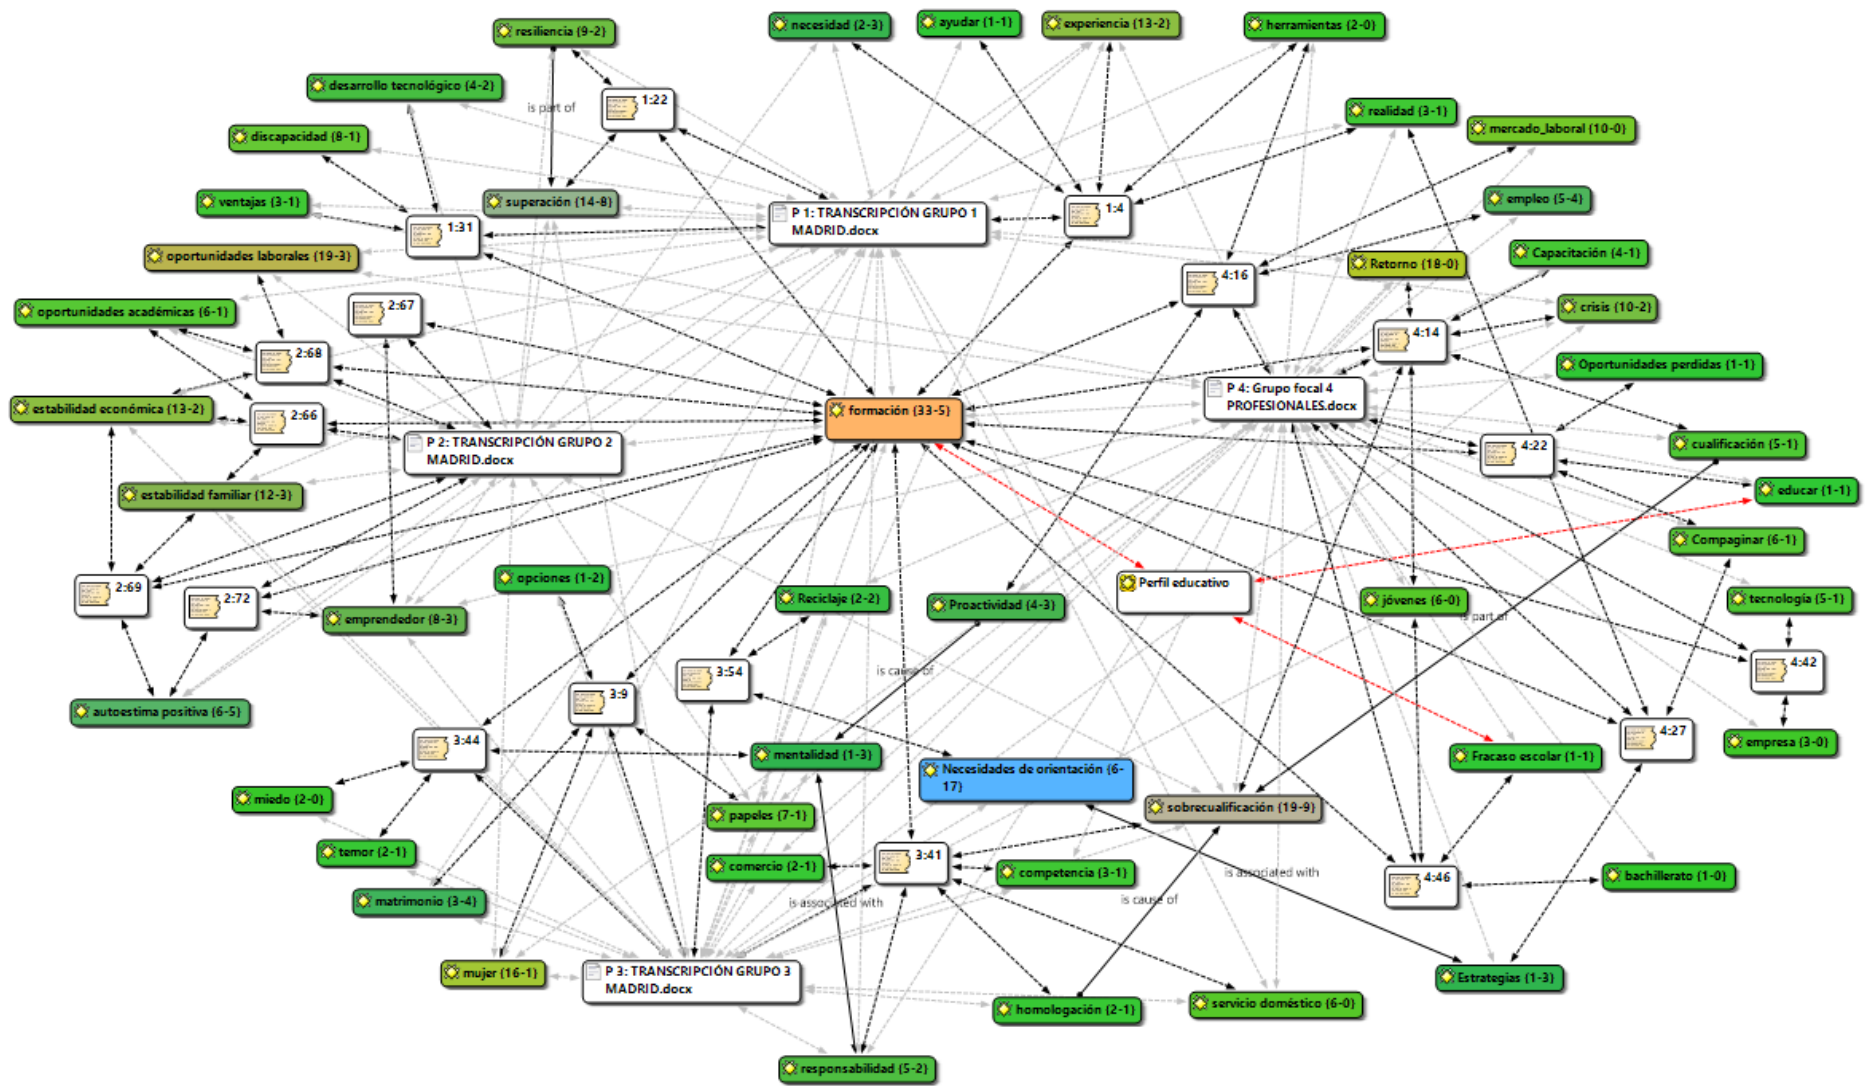 necesidad {2-3}
ayudar {1-1}
experiencia {13-2}
herramientas {2-0}
resiliencia {9-2}
desarrollo tecnológico {4-2}
is part of
1:22
realidad {3-1}
mercado_laboral {10-0}
discapacidad {8-1}
ventajas {3-1}
superación {14-8}
empleo {5-4}
1:31
P 1: TRANSCRIPCIÓN GRUPO 1
MADRID.docx
1:4
oportunidades laborales {19-3}
4:16
Retorno {18-0}
Capacitación {4-1}
oportunidades académicas {6-1}
2:67
crisis {10-2}
4:14
2:68
Oportunidades perdidas {1-1}
estabilidad económica {13-2}
2:66
formación {33-5}
P 4: Grupo focal 4
PROFESIONALES.docx
P 2: TRANSCRIPCIÓN GRUPO 2
MADRID.docx
4:22
cualificación {5-1}
estabilidad familiar {12-3}
educar {1-1}
Compaginar {6-1}
2:69
2:72
opciones {1-2}
Perfil educativo
emprendedor {8-3}
Reciclaje {2-2}
Proactividad {4-3}
jóvenes {6-0}
is part of
tecnología {5-1}
3:54
is cause of
4:42
3:9
autoestima positiva {6-5}
3:44
mentalidad {1-3}
4:27
empresa {3-0}
Necesidades de orientación {6-
17}
Fracaso escolar {1-1}
miedo {2-0}
papeles {7-1}
sobrecualificación {19-9}
temor {2-1}
comercio {2-1}
3:41
competencia {3-1}
is associated with
4:46
bachillerato {1-0}
matrimonio {3-4}
is associated with
is cause of
mujer {16-1}
P 3: TRANSCRIPCIÓN GRUPO 3
MADRID.docx
Estrategias {1-3}
homologación {2-1}
servicio doméstico {6-0}
responsabilidad {5-2}